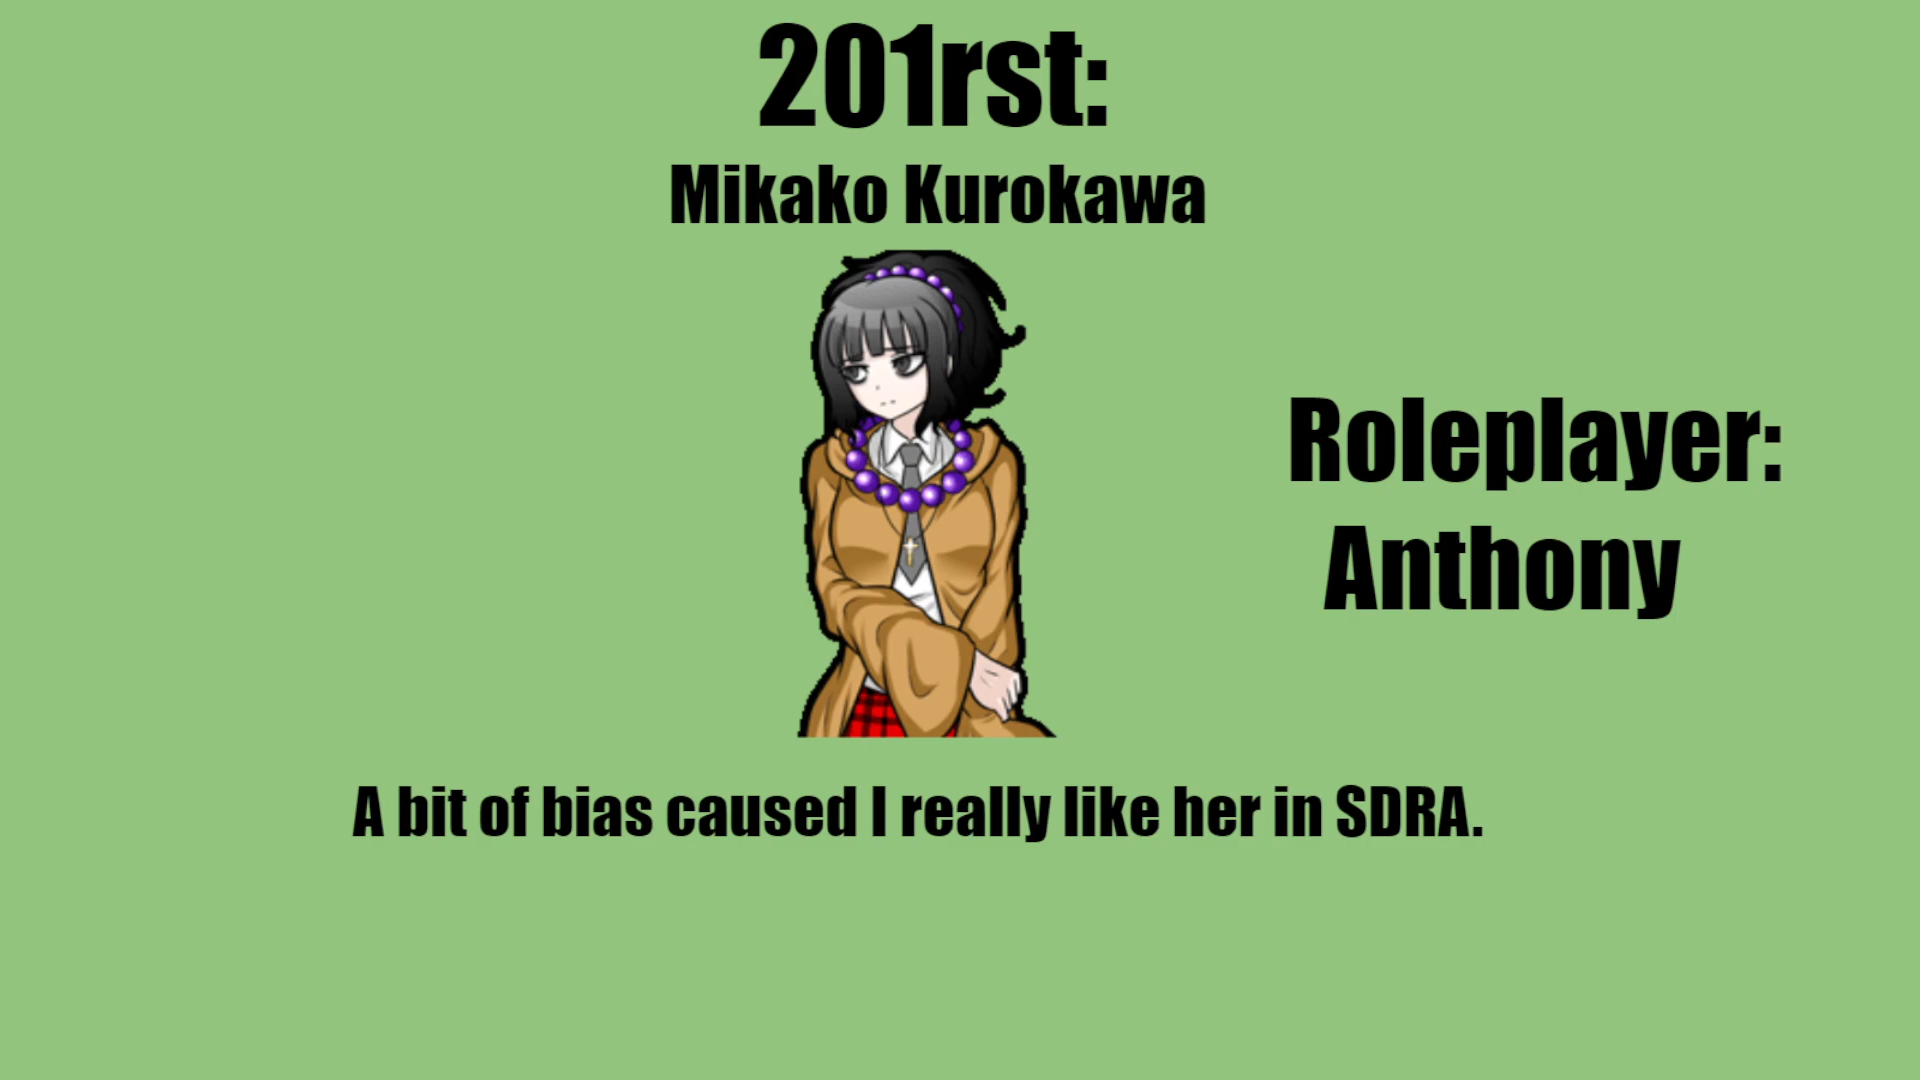 201rst:
Mikako Kurokawa
Roleplayer:
Anthony
A bit of bias caused I really like her in SDRA.